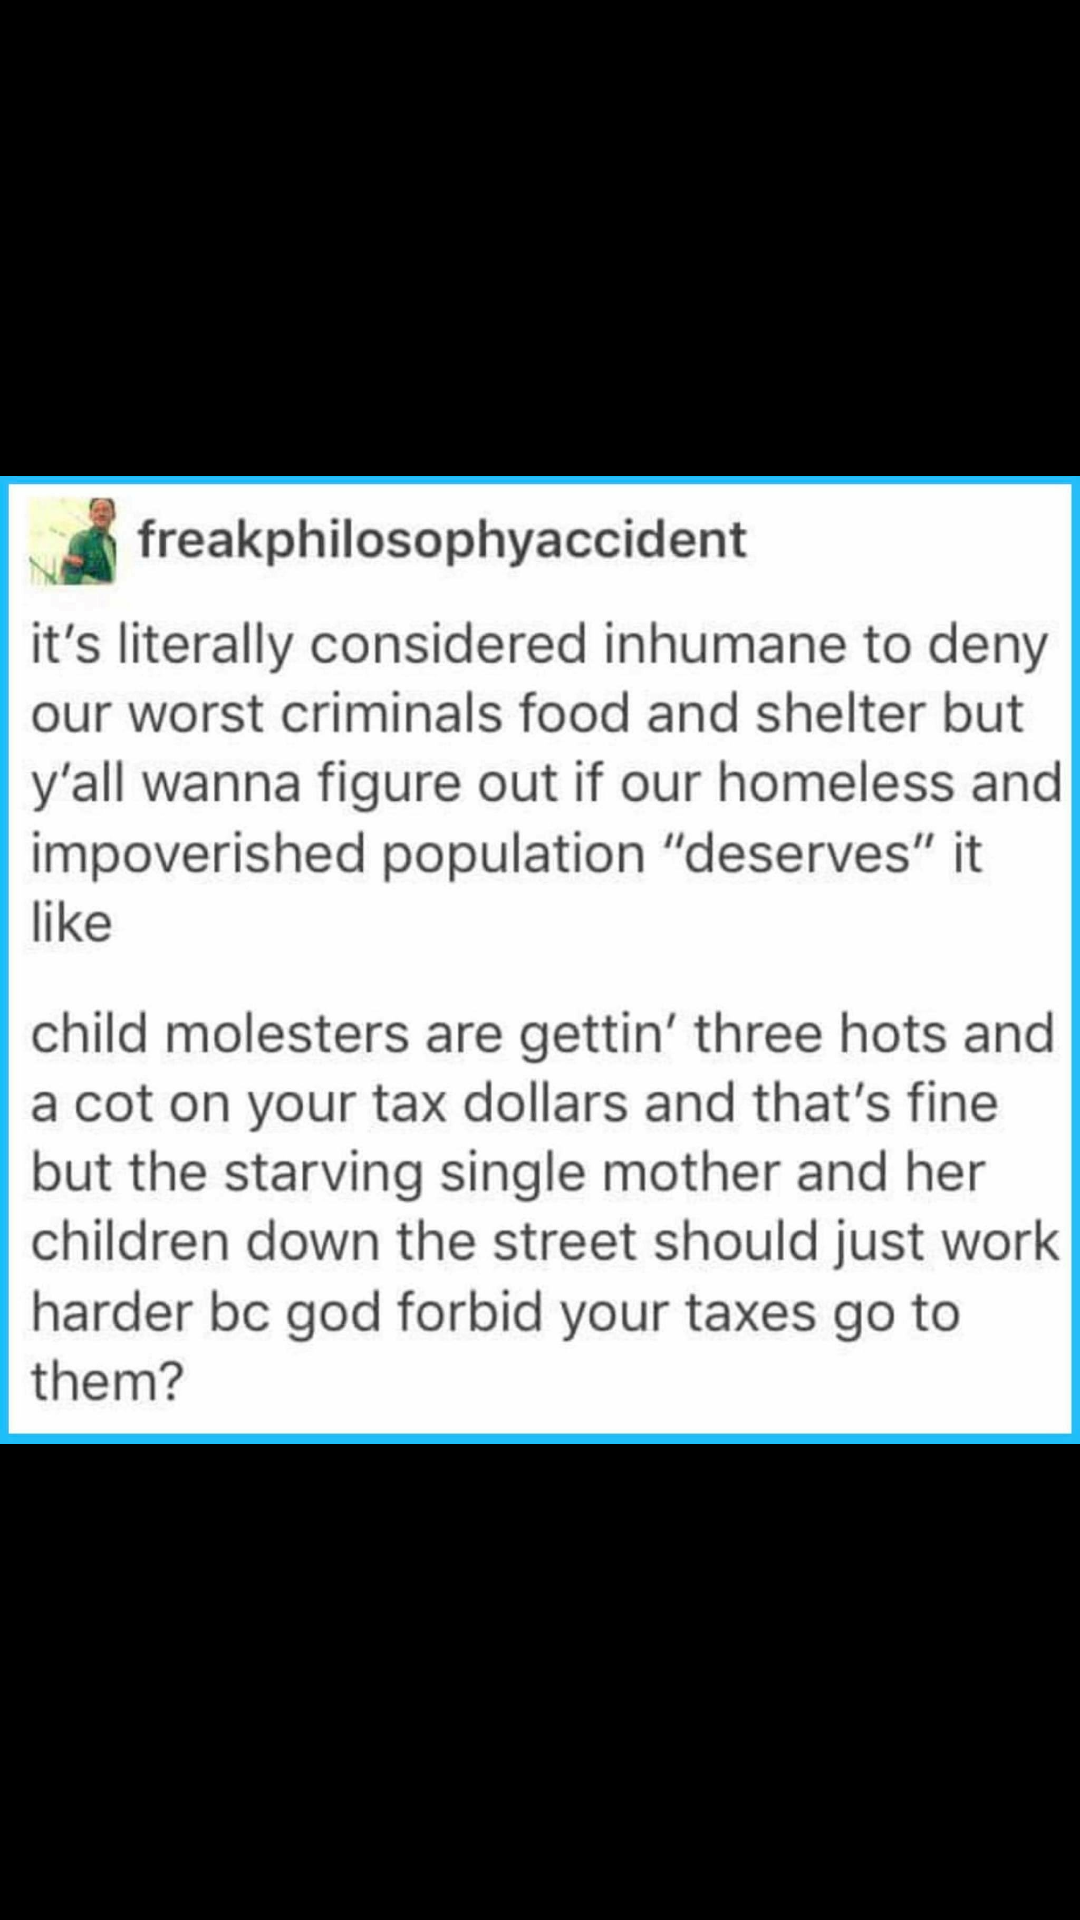 freakphilosophyaccident
it's literally considered inhumane to deny
our worst criminals food and shelter but
y'all wanna figure out if our homeless and
impoverished population "deserves" it
like
child molesters are gettin' three hots and
a cot on your tax dollars and that's fine
but the starving single mother and her
children down the street should just work
harder bc god forbid your taxes go to
them?